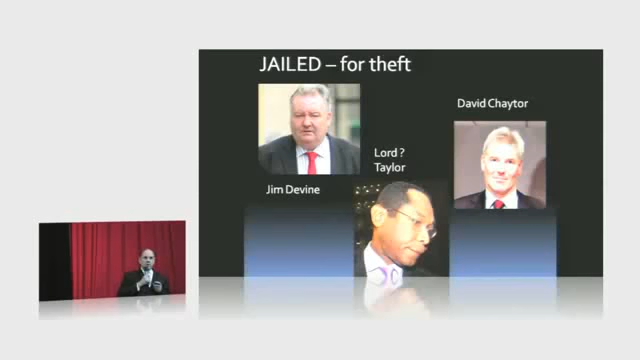 JAILED – for theft
David Chaytor
Lord ?
Taylor
Jim Devine